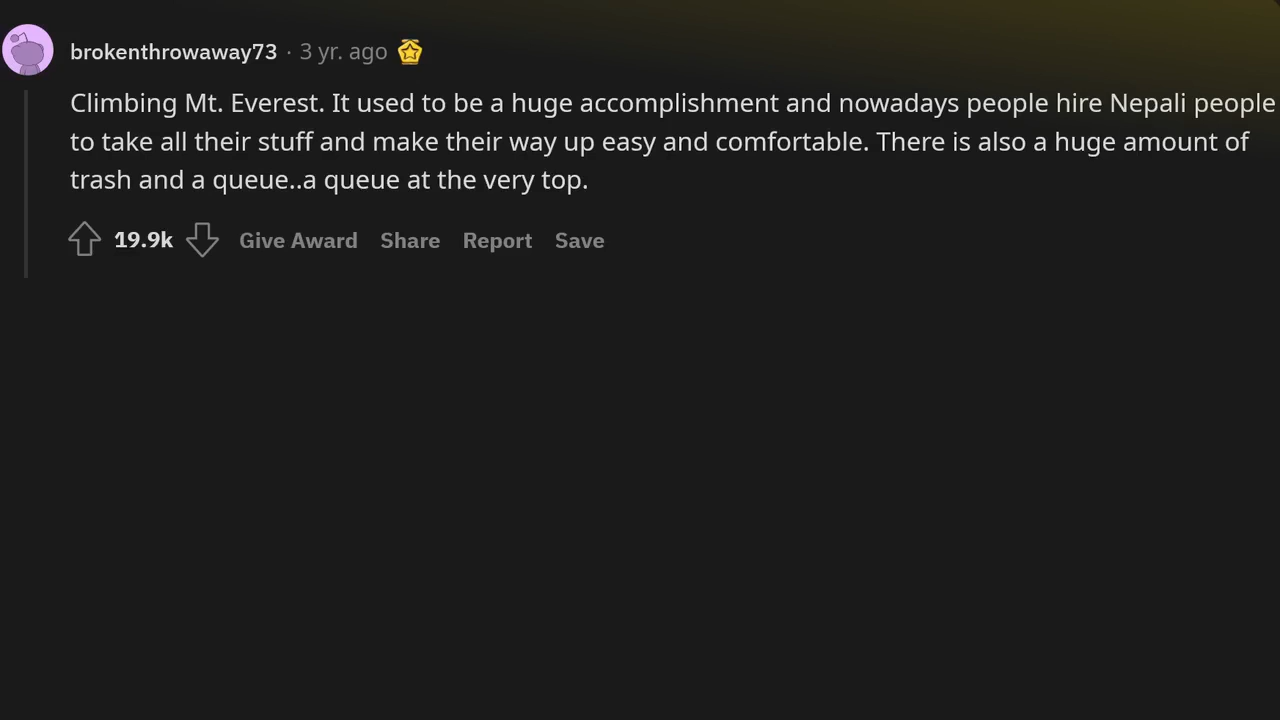 brokenthrowaway73 · 3 yr. ago
Climbing Mt. Everest. It used to be a huge accomplishment and nowadays people hire Nepali people
to take all their stuff and make their way up easy and comfortable. There is also a huge amount of
trash and a queue..a queue at the very top.
19.9k Give Award Share Report Save